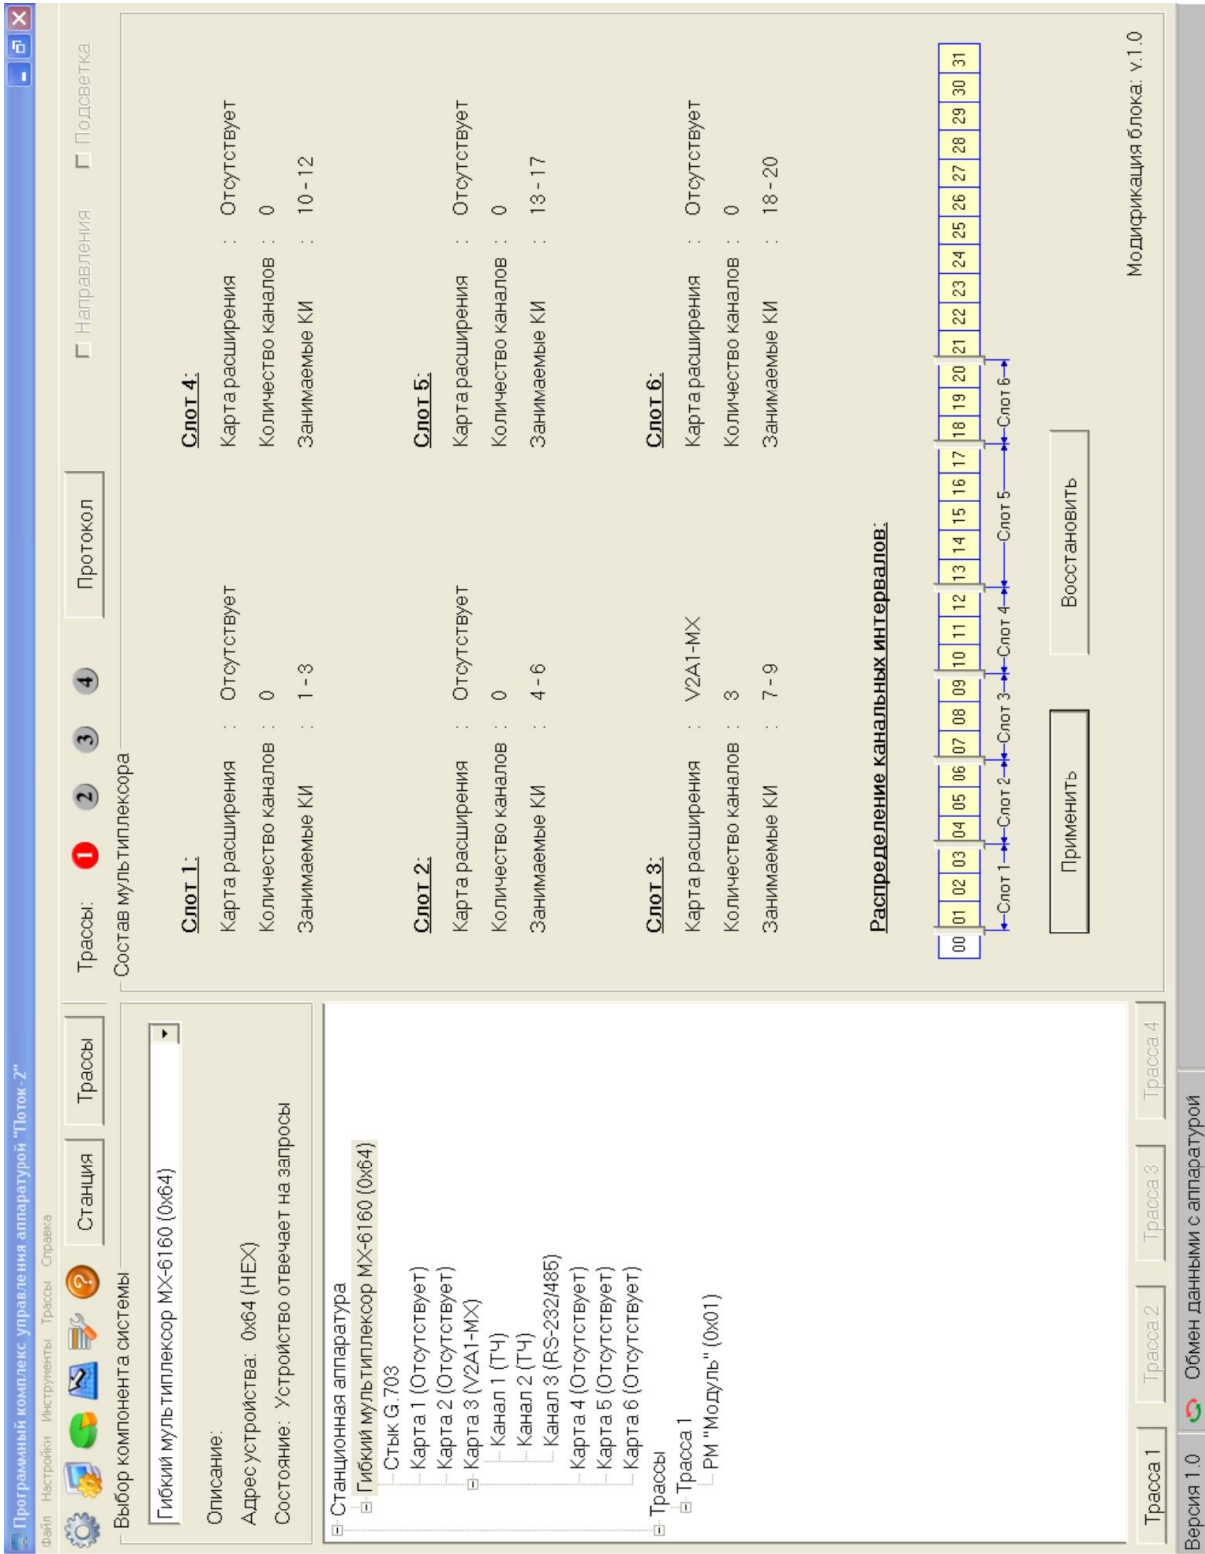 Программный комплекс управления аппаратурой "Поток-2"
Файл Настройки Инструменты Трассы Справка
Станция Трассы Трассы: 1 2 3 4 Протокол Направления Подсветка
Выбор компонента системы
Гибкий мультиплексор MX-6160 (0x64)
Описание:
Адрес устройства: 0x64 (HEX)
Состояние: Устройство отвечает на запросы
Станционная аппаратура
Гибкий мультиплексор MX-6160 (0x64)
Стык G.703
Карта 1 (Отсутствует)
Карта 2 (Отсутствует)
Карта 3 (V2A1-MX)
Канал 1 (ТЧ)
Канал 2 (ТЧ)
Канал 3 (RS-232/485)
Карта 4 (Отсутствует)
Карта 5 (Отсутствует)
Карта 6 (Отсутствует)
Трассы
Трасса 1
РМ "Модуль" (0x01)
Трасса 1 Трасса 2 Трасса 3 Трасса 4
Состав мультиплексора
Слот 1:
Карта расширения : Отсутствует
Количество каналов : 0
Занимаемые КИ : 1 - 3
Слот 2:
Карта расширения : Отсутствует
Количество каналов : 0
Занимаемые КИ : 4 - 6
Слот 3:
Карта расширения : V2A1-MX
Количество каналов : 3
Занимаемые КИ : 7 - 9
Слот 4:
Карта расширения : Отсутствует
Количество каналов : 0
Занимаемые КИ : 10 - 12
Слот 5:
Карта расширения : Отсутствует
Количество каналов : 0
Занимаемые КИ : 13 - 17
Слот 6:
Карта расширения : Отсутствует
Количество каналов : 0
Занимаемые КИ : 18 - 20
Распределение канальных интервалов:
00 01 02 03 04 05 06 07 08 09 10 11 12 13 14 15 16 17 18 19 20 21 22 23 24 25 26 27 28 29 30 31
Слот 1 Слот 2 Слот 3 Слот 4 Слот 5 Слот 6
Применить Восстановить
Модификация блока: v.1.0
Версия 1.0 Обмен данными с аппаратурой